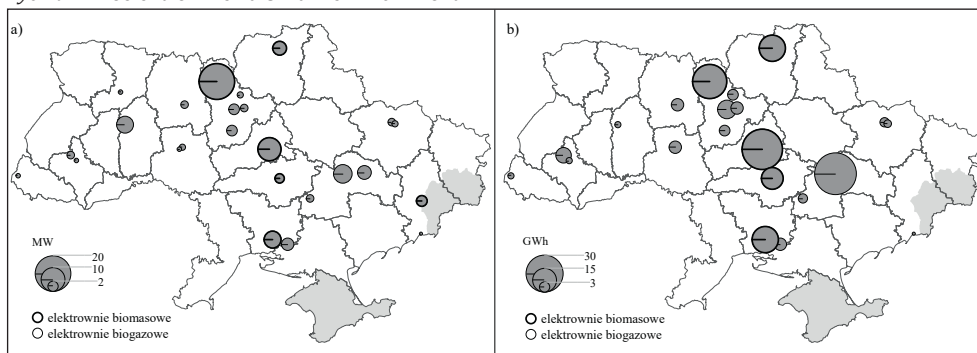 a)
MW
20
10
2
elektrownie biomasowe
elektrownie biogazowe
b)
GWh
30
15
3
elektrownie biomasowe
elektrownie biogazowe